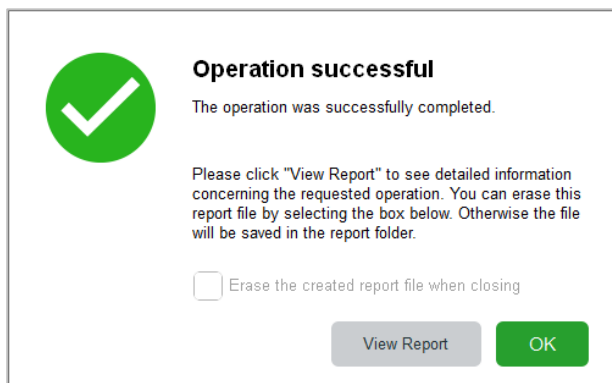 Operation successful
The operation was successfully completed.
Please click "View Report" to see detailed information
concerning the requested operation. You can erase this
report file by selecting the box below. Otherwise the file
will be saved in the report folder.
Erase the created report file when closing
View Report
OK